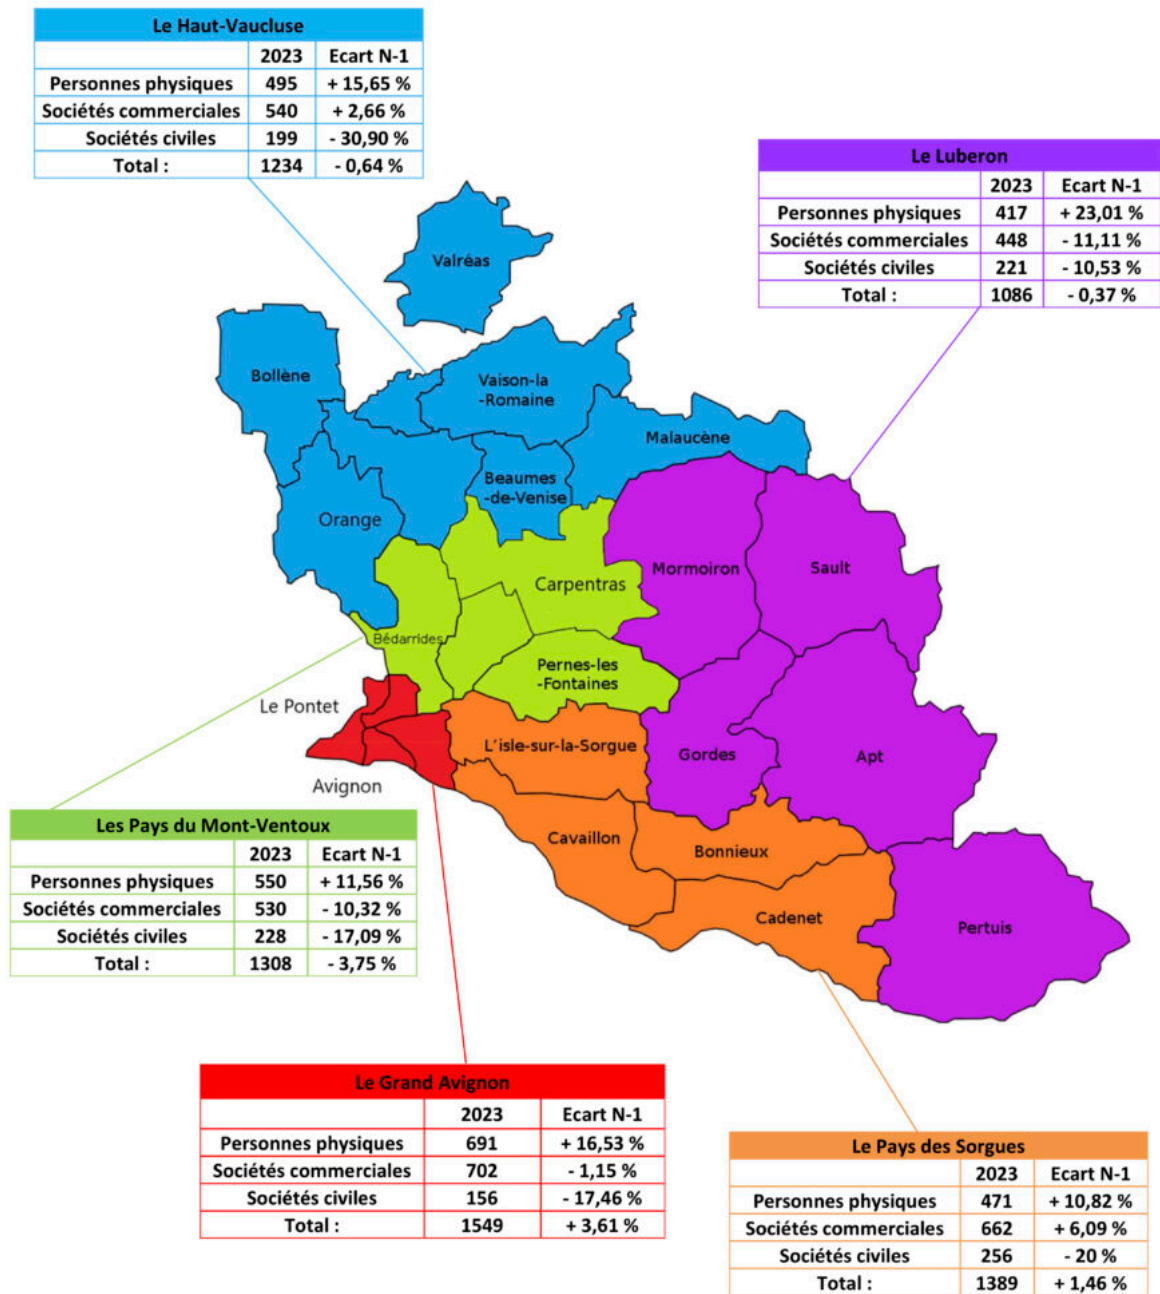 Le Haut-Vaucluse
2023 Ecart N-1
Personnes physiques 495 + 15,65 %
Sociétés commerciales 540 + 2,66 %
Sociétés civiles 199 - 30,90 %
Total : 1234 - 0,64 %
Le Luberon
2023 Ecart N-1
Personnes physiques 417 + 23,01 %
Sociétés commerciales 448 - 11,11 %
Sociétés civiles 221 - 10,53 %
Total : 1086 - 0,37 %
Valréas
Bollène
Vaison-la
-Romaine
Malaucène
Beaumes
-de-Venise
Orange
Mormoiron
Sault
Carpentras
Bédarrides
Pernes-les
-Fontaines
Le Pontet
L'isle-sur-la-Sorgue
Gordes
Apt
Avignon
Cavaillon
Bonnieux
Cadenet
Pertuis
Les Pays du Mont-Ventoux
2023 Ecart N-1
Personnes physiques 550 + 11,56 %
Sociétés commerciales 530 - 10,32 %
Sociétés civiles 228 - 17,09 %
Total : 1308 - 3,75 %
Le Grand Avignon
2023 Ecart N-1
Personnes physiques 691 + 16,53 %
Sociétés commerciales 702 - 1,15 %
Sociétés civiles 156 - 17,46 %
Total : 1549 + 3,61 %
Le Pays des Sorgues
2023 Ecart N-1
Personnes physiques 471 + 10,82 %
Sociétés commerciales 662 + 6,09 %
Sociétés civiles 256 - 20 %
Total : 1389 + 1,46 %